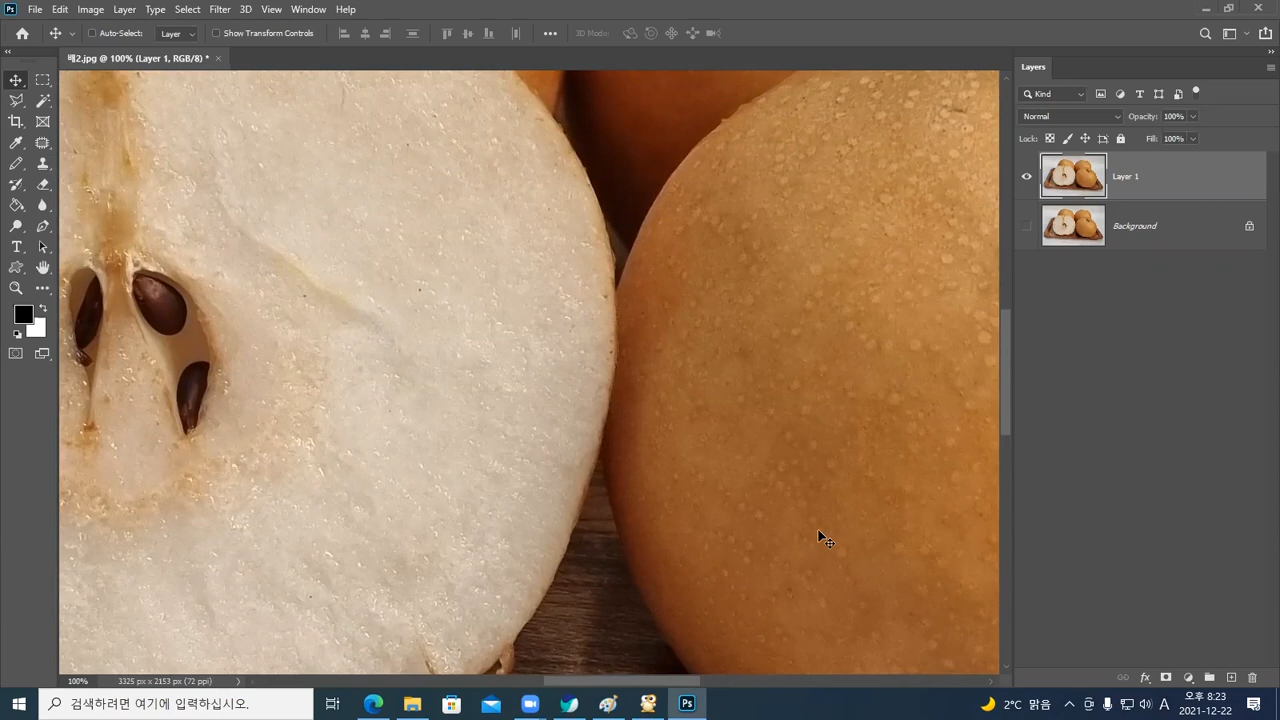 Ps File Edit Image Layer Type Select Filter 3D View Window Help
Auto-Select: Layer Show Transform Controls 3D Mode:
배2.jpg @ 100% (Layer 1, RGB/8) *
Layers
Kind
Normal Opacity: 100%
Lock: Fill: 100%
Layer 1
Background
100% 3325 px x 2153 px (72 ppi)
검색하려면 여기에 입력하십시오.
Ps
2°C 맑음
A
오후 8:23
2021-12-22